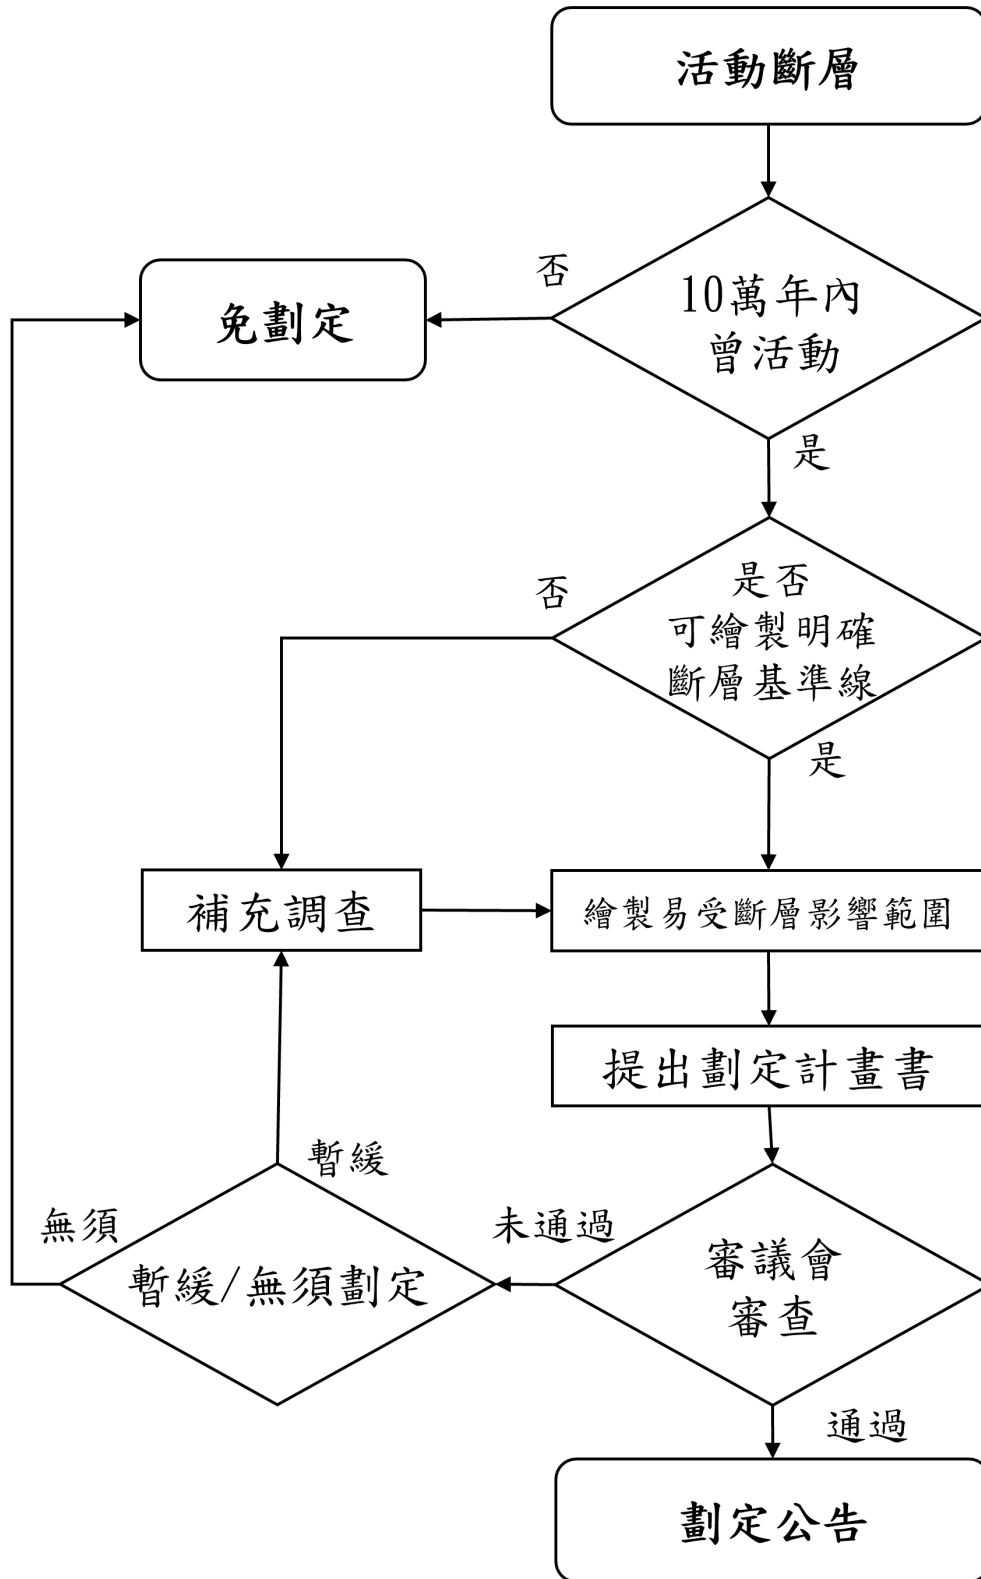 活動斷層
否
10萬年內
曾活動
免劃定
是
是否
可繪製明確
斷層基準線
否
是
補充調查
繪製易受斷層影響範圍
提出劃定計畫書
暫緩
無須
未通過
暫緩/無須劃定
審議會
審查
通過
劃定公告